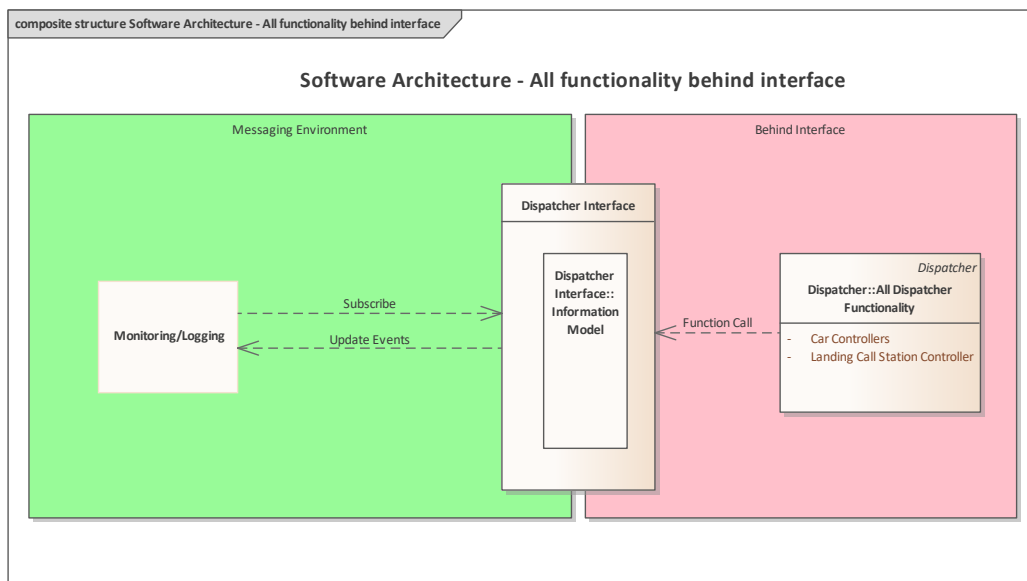 composite structure Software Architecture - All functionality behind interface
Software Architecture - All functionality behind interface
Messaging Environment
Behind Interface
Dispatcher Interface
Dispatcher
Interface::
Information
Model
Monitoring/Logging
Subscribe
Update Events
Function Call
Dispatcher
Dispatcher::All Dispatcher
Functionality
- Car Controllers
- Landing Call Station Controller